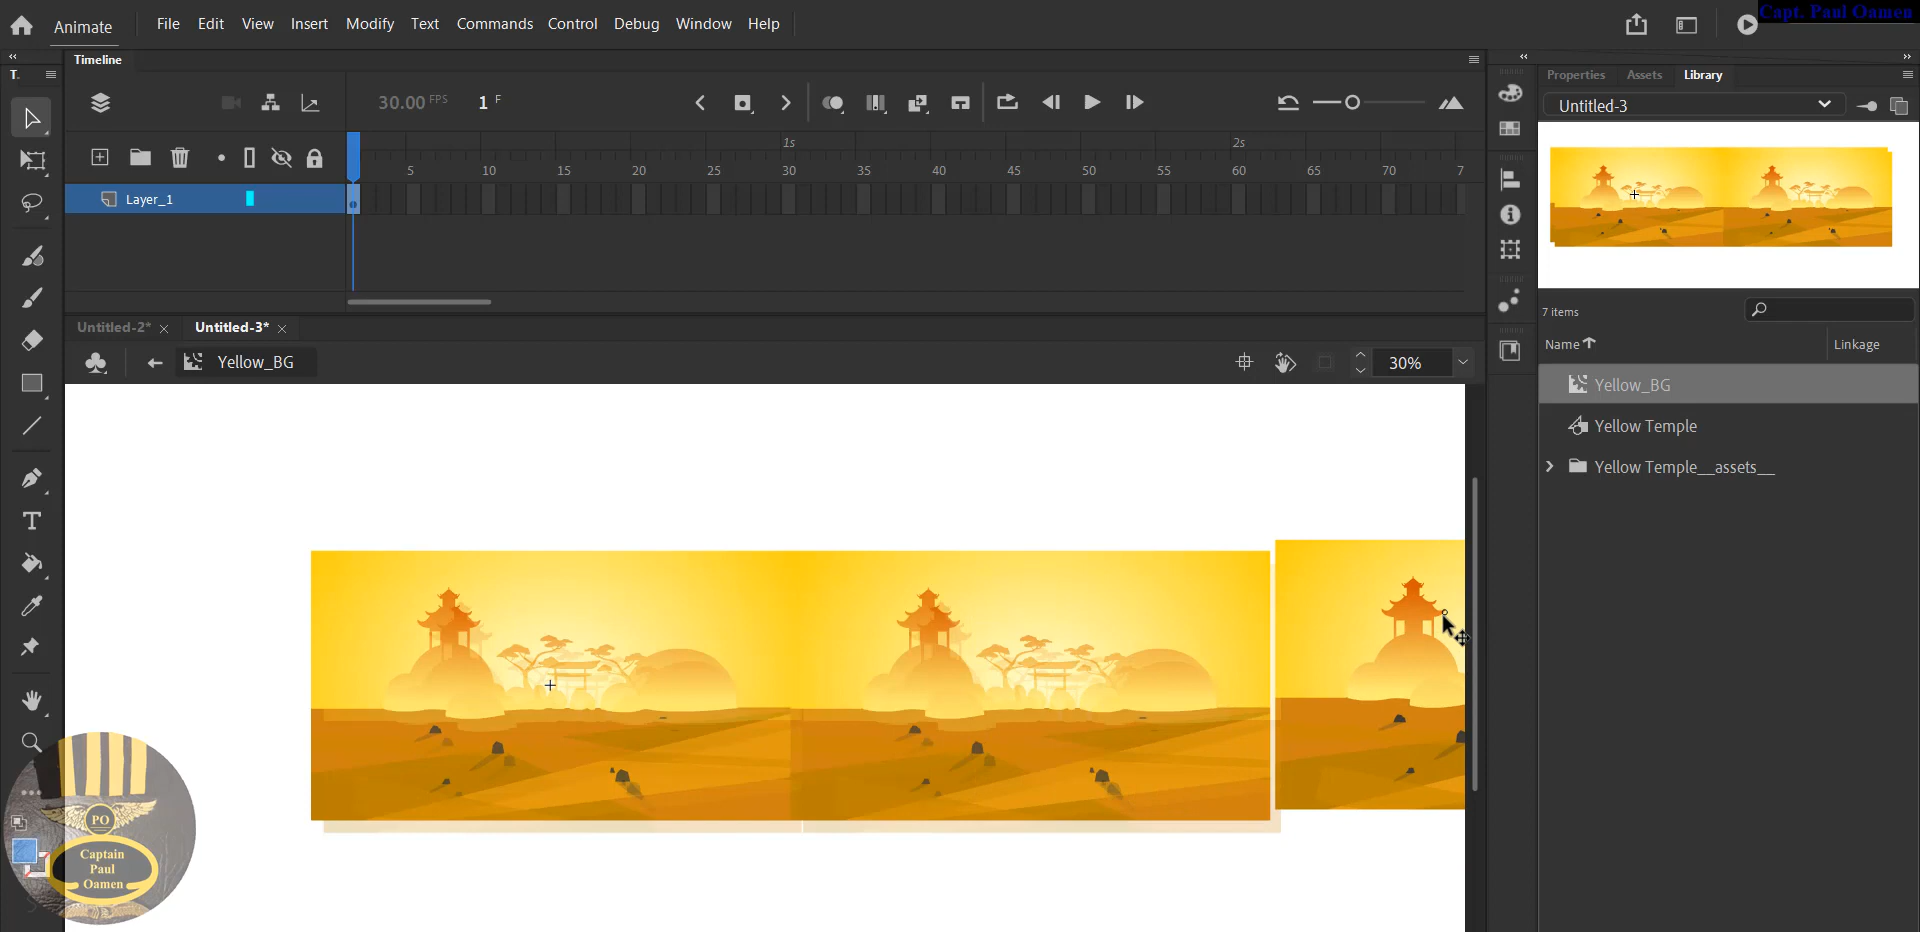 Animate
File Edit View Insert Modify Text Commands Control Debug Window Help
Capt. Paul Oamen
T.
Timeline
Properties Assets Library
30.00 FPS 1 F
Untitled-3
1s 2s
5 10 15 20 25 30 35 40 45 50 55 60 65 70 7
Layer_1
7 items
Untitled-2* Untitled-3*
Name Linkage
Yellow_BG
30%
Yellow_BG
Yellow Temple
Yellow Temple__assets__
PO
Captain
Paul
Oamen